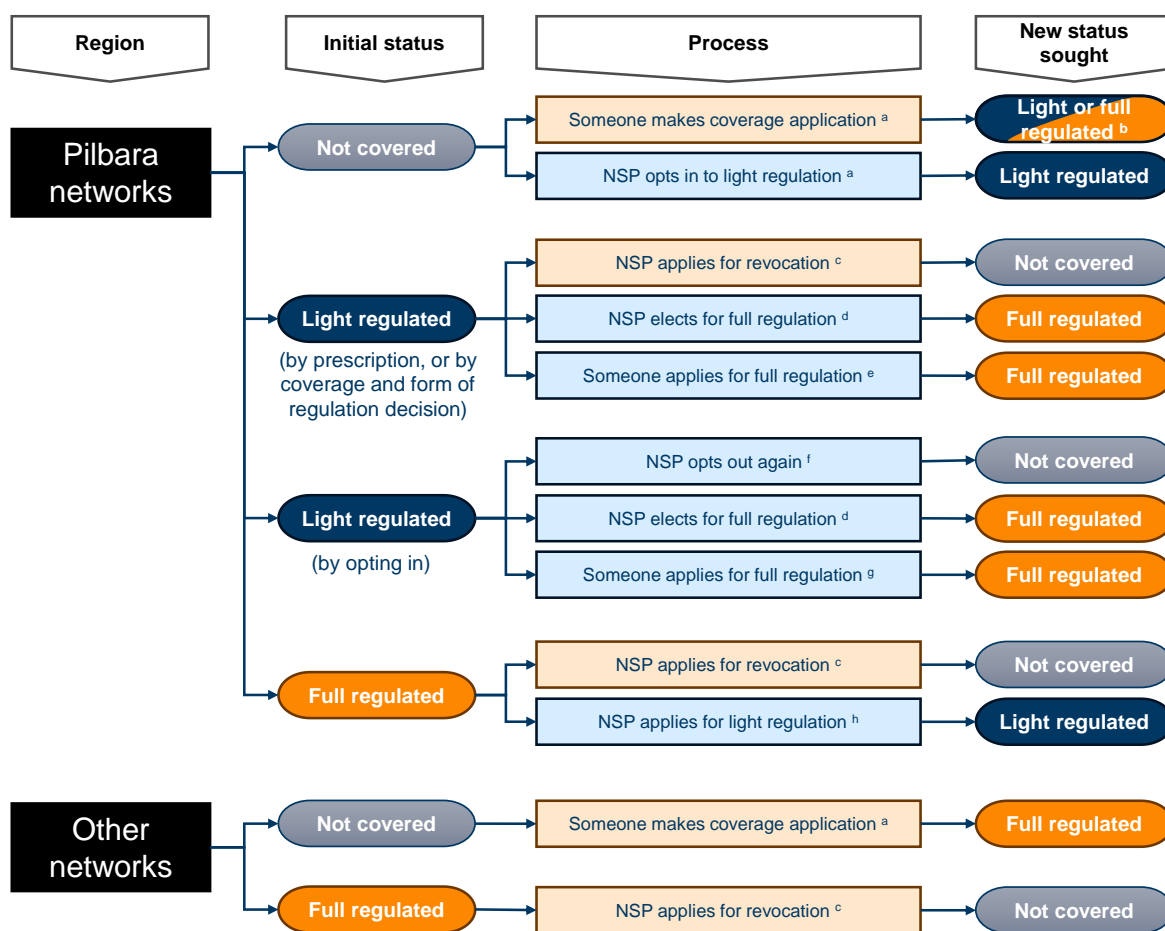 Region
Initial status
Process
New status
sought
Pilbara
networks
Not covered
Someone makes coverage application ᵃ
Light or full
regulated ᵇ
NSP opts in to light regulation ᵃ
Light regulated
Light regulated
(by prescription, or by
coverage and form of
regulation decision)
NSP applies for revocation ᶜ
Not covered
NSP elects for full regulation ᵈ
Full regulated
Someone applies for full regulation ᵉ
Full regulated
Light regulated
(by opting in)
NSP opts out again ᶠ
Not covered
NSP elects for full regulation ᵈ
Full regulated
Someone applies for full regulation ᵍ
Full regulated
Full regulated
NSP applies for revocation ᶜ
Not covered
NSP applies for light regulation ʰ
Light regulated
Other
networks
Not covered
Someone makes coverage application ᵃ
Full regulated
Full regulated
NSP applies for revocation ᶜ
Not covered